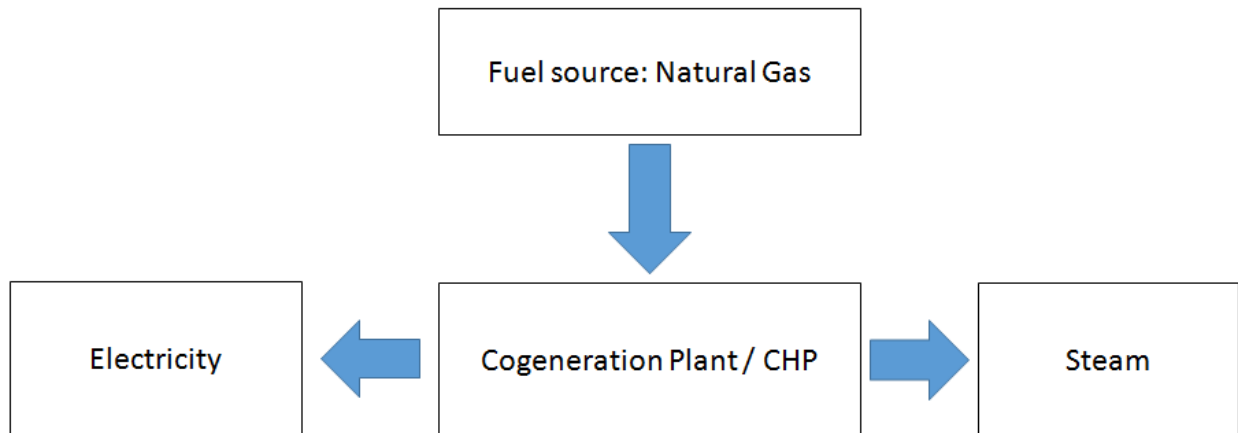 Fuel source: Natural Gas
Electricity
Cogeneration Plant / CHP
Steam